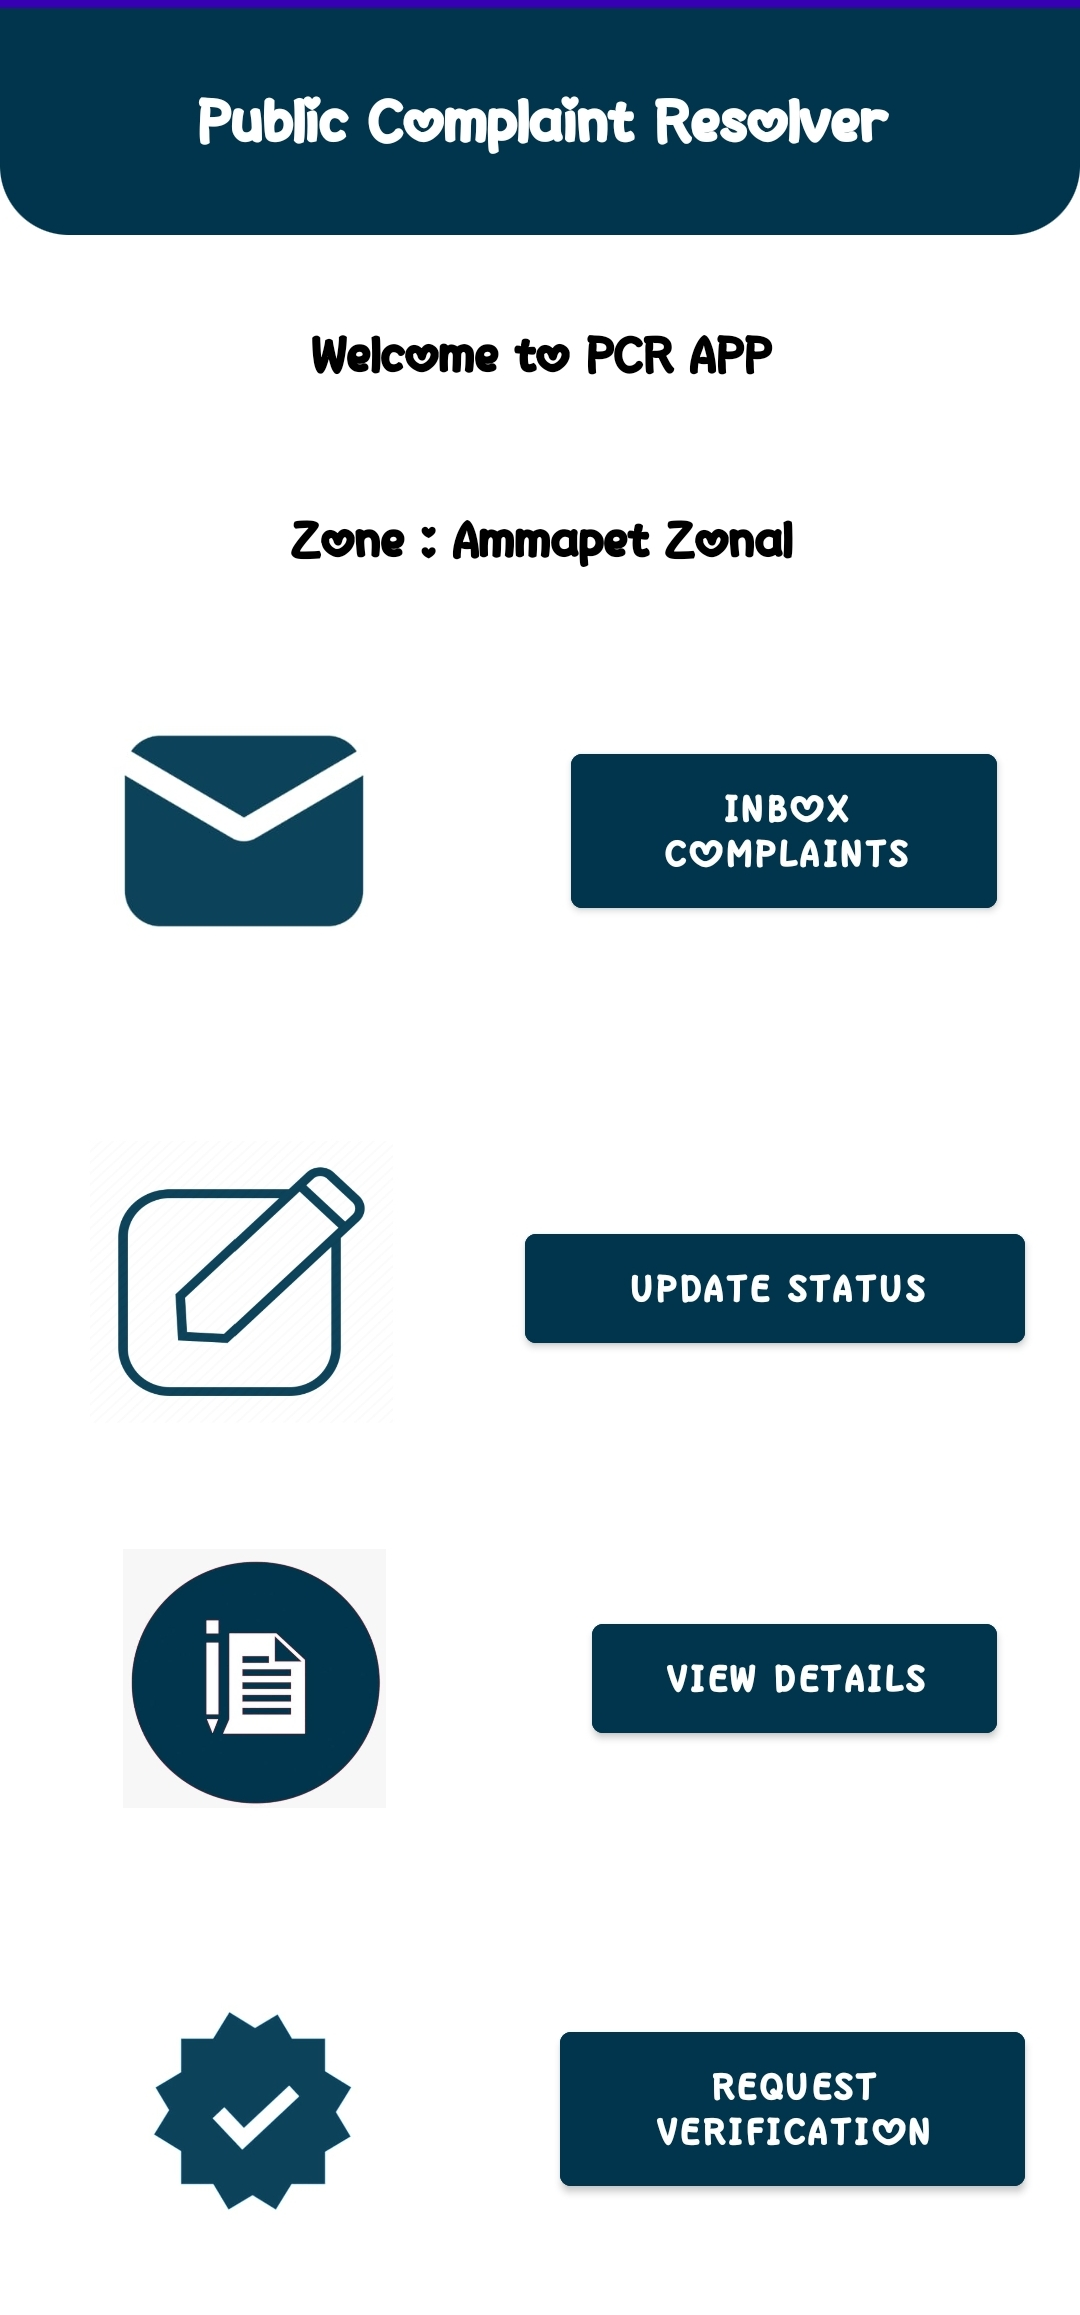 Public Complaint Resolver
Welcome to PCR APP
Zone : Ammapet Zonal
INBOX
COMPLAINTS
UPDATE STATUS
VIEW DETAILS
REQUEST
VERIFICATION